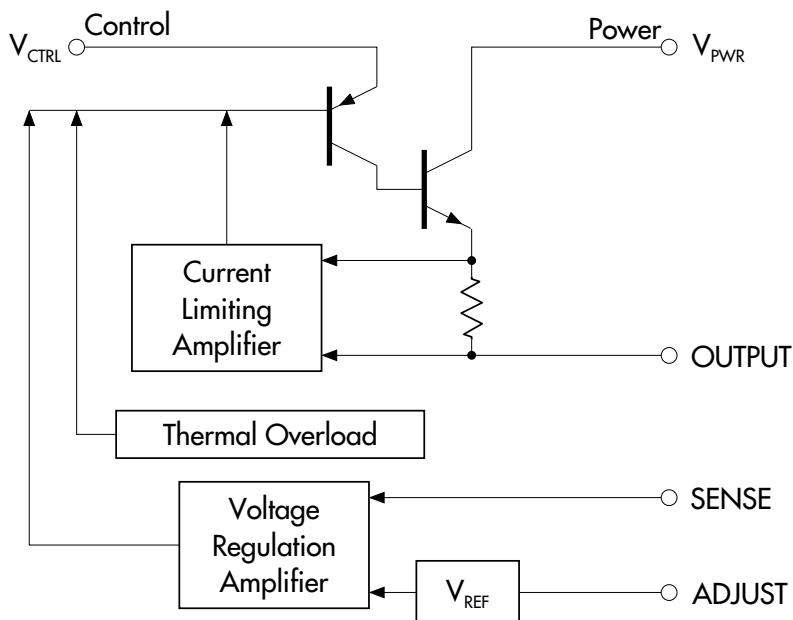 V_CTRL Control Power V_PWR
Current
Limiting
Amplifier
OUTPUT
Thermal Overload
Voltage
Regulation
Amplifier
SENSE
V_REF
ADJUST